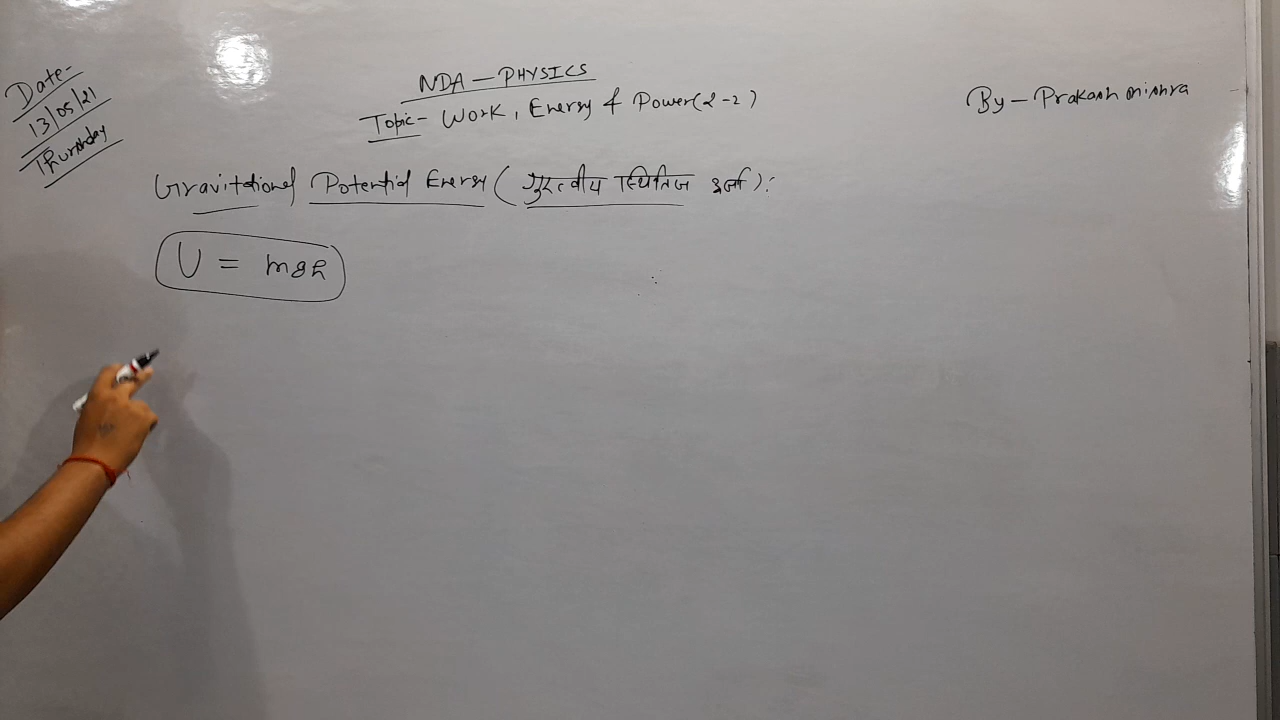 Date-
13/05/21
Thursday
NDA - PHYSICS
Topic- Work, Energy & Power (L-2)
By - Prakash mishra
Gravitational Potential Energy (गुरुत्वीय स्थितिज ऊर्जा):
U = mgh